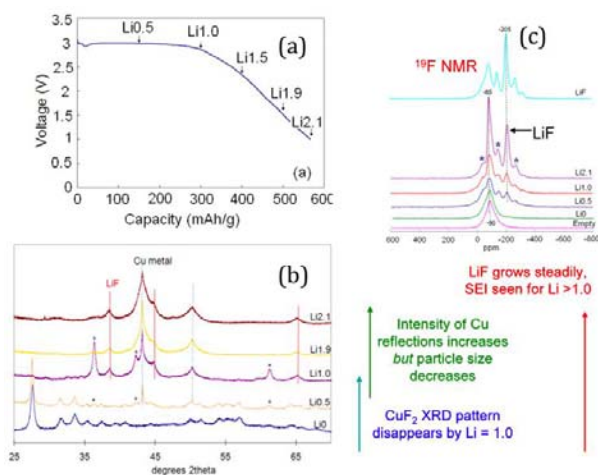 (a)
Li0.5
Li1.0
Li1.5
Li1.9
Li2.1
(a)
Voltage (V)
3.5
3
2.5
2
1.5
1
0.5
0
0 100 200 300 400 500 600
Capacity (mAh/g)
(c)
¹⁹F NMR
-205
LiF
LiF
Li2.1
Li1.0
Li0.5
Li0
Empty
600 400 200 0 -200 -400 -600 -800
ppm
(b)
Cu metal
LiF
Li2.1
Li1.9
Li1.0
Li0.5
Li0
25 35 45 55 65
degrees 2theta
LiF grows steadily,
SEI seen for Li >1.0
Intensity of Cu
reflections increases
but particle size
decreases
CuF₂ XRD pattern
disappears by Li = 1.0